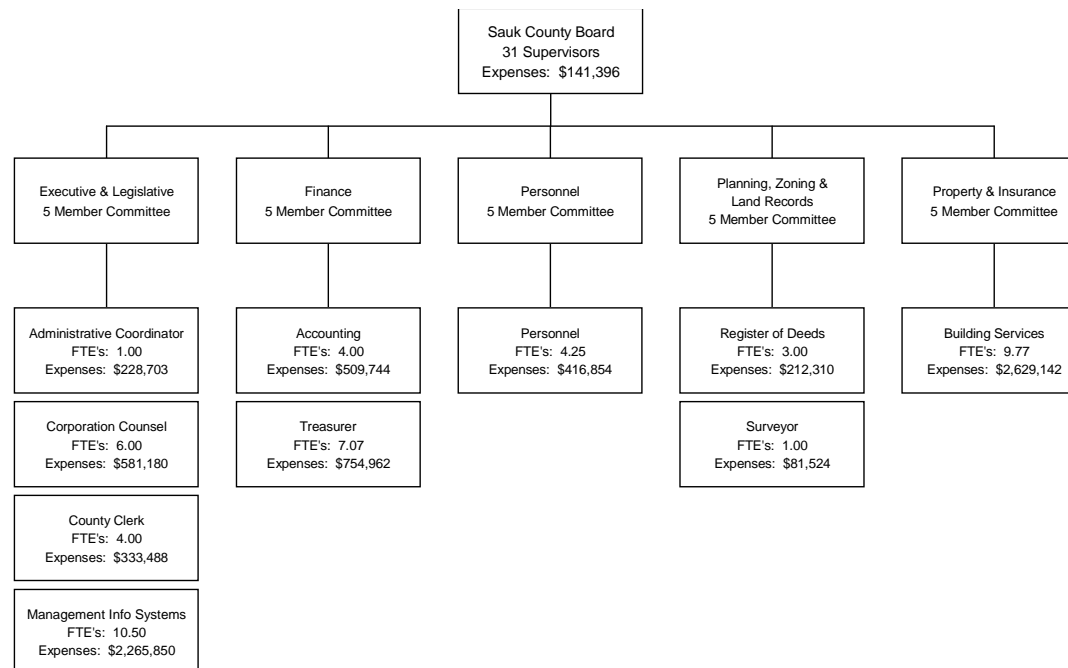 Sauk County Board
31 Supervisors
Expenses: $141,396
Executive & Legislative
5 Member Committee
Finance
5 Member Committee
Personnel
5 Member Committee
Planning, Zoning &
Land Records
5 Member Committee
Property & Insurance
5 Member Committee
Administrative Coordinator
FTE's: 1.00
Expenses: $228,703
Accounting
FTE's: 4.00
Expenses: $509,744
Personnel
FTE's: 4.25
Expenses: $416,854
Register of Deeds
FTE's: 3.00
Expenses: $212,310
Building Services
FTE's: 9.77
Expenses: $2,629,142
Corporation Counsel
FTE's: 6.00
Expenses: $581,180
Treasurer
FTE's: 7.07
Expenses: $754,962
Surveyor
FTE's: 1.00
Expenses: $81,524
County Clerk
FTE's: 4.00
Expenses: $333,488
Management Info Systems
FTE's: 10.50
Expenses: $2,265,850